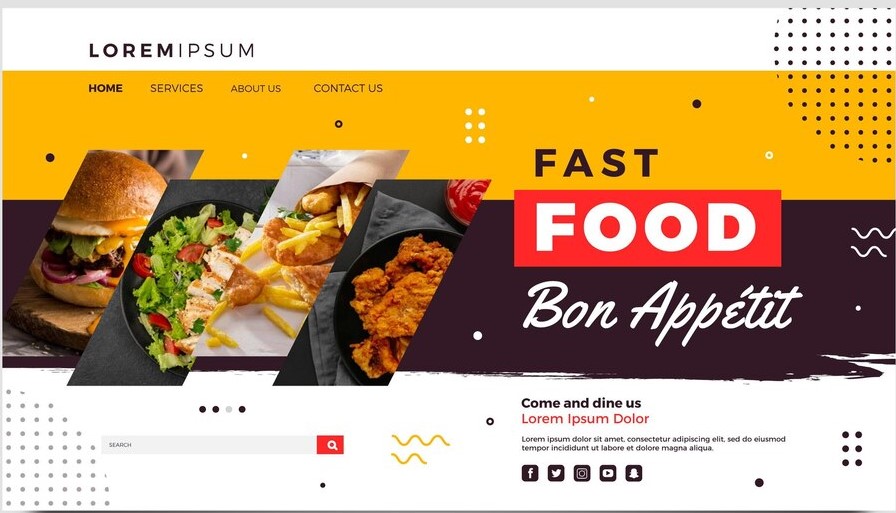 LOREMIPSUM
HOME SERVICES ABOUT US CONTACT US
FAST
FOOD
Bon Appétit
Come and dine us
Lorem Ipsum Dolor
Lorem ipsum dolor sit amet, consectetur adipiscing elit, sed do eiusmod
tempor incididunt ut labore et dolore magna aliqua.
SEARCH